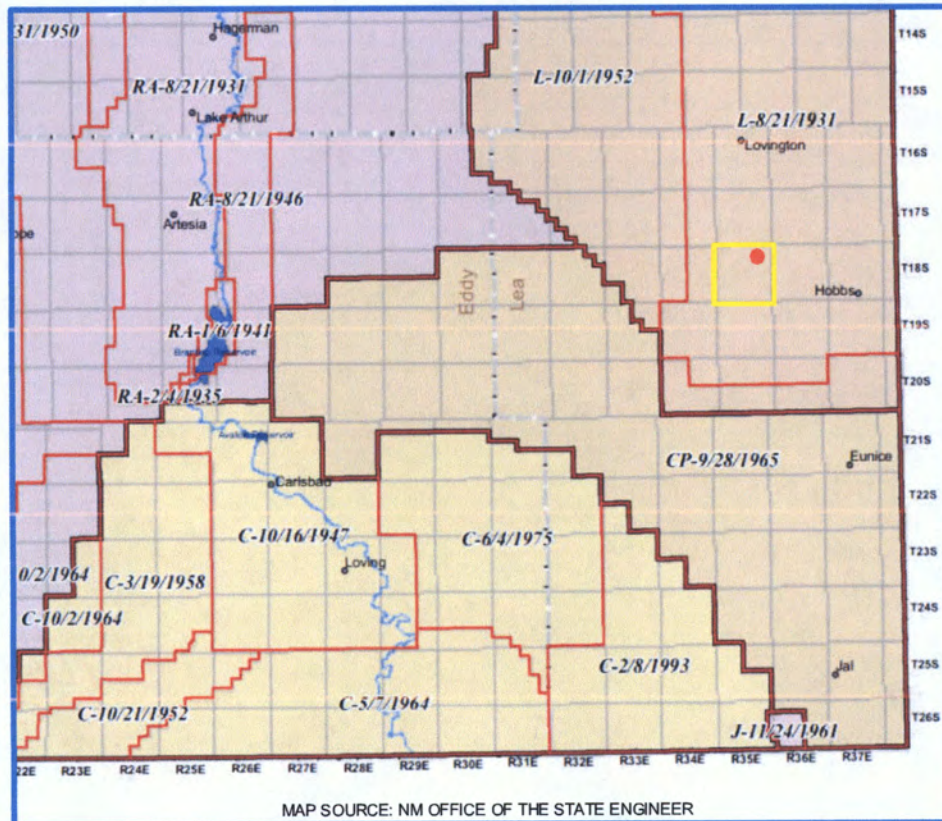 Hagerman
T14S
31/1950
L-10/1/1952
RA-8/21/1931
T15S
Lake Arthur
L-8/21/1931
Lovington
T16S
RA-8/21/1946
Artesia
T17S
ope
Eddy
Lea
T18S
Hobbs
RA-1/6/1941
T19S
RA-2/4/1935
T20S
T21S
Eunice
CP-9/28/1965
Carlsbad
T22S
C-10/16/1947
C-6/4/1975
T23S
Loving
0/2/1964
C-3/19/1958
T24S
C-10/2/1964
C-2/8/1993
Jal
T25S
C-5/7/1964
C-10/21/1952
T26S
J-11/24/1961
22E R23E R24E R25E R26E R27E R28E R29E R30E R31E R32E R33E R34E R35E R36E R37E
MAP SOURCE: NM OFFICE OF THE STATE ENGINEER